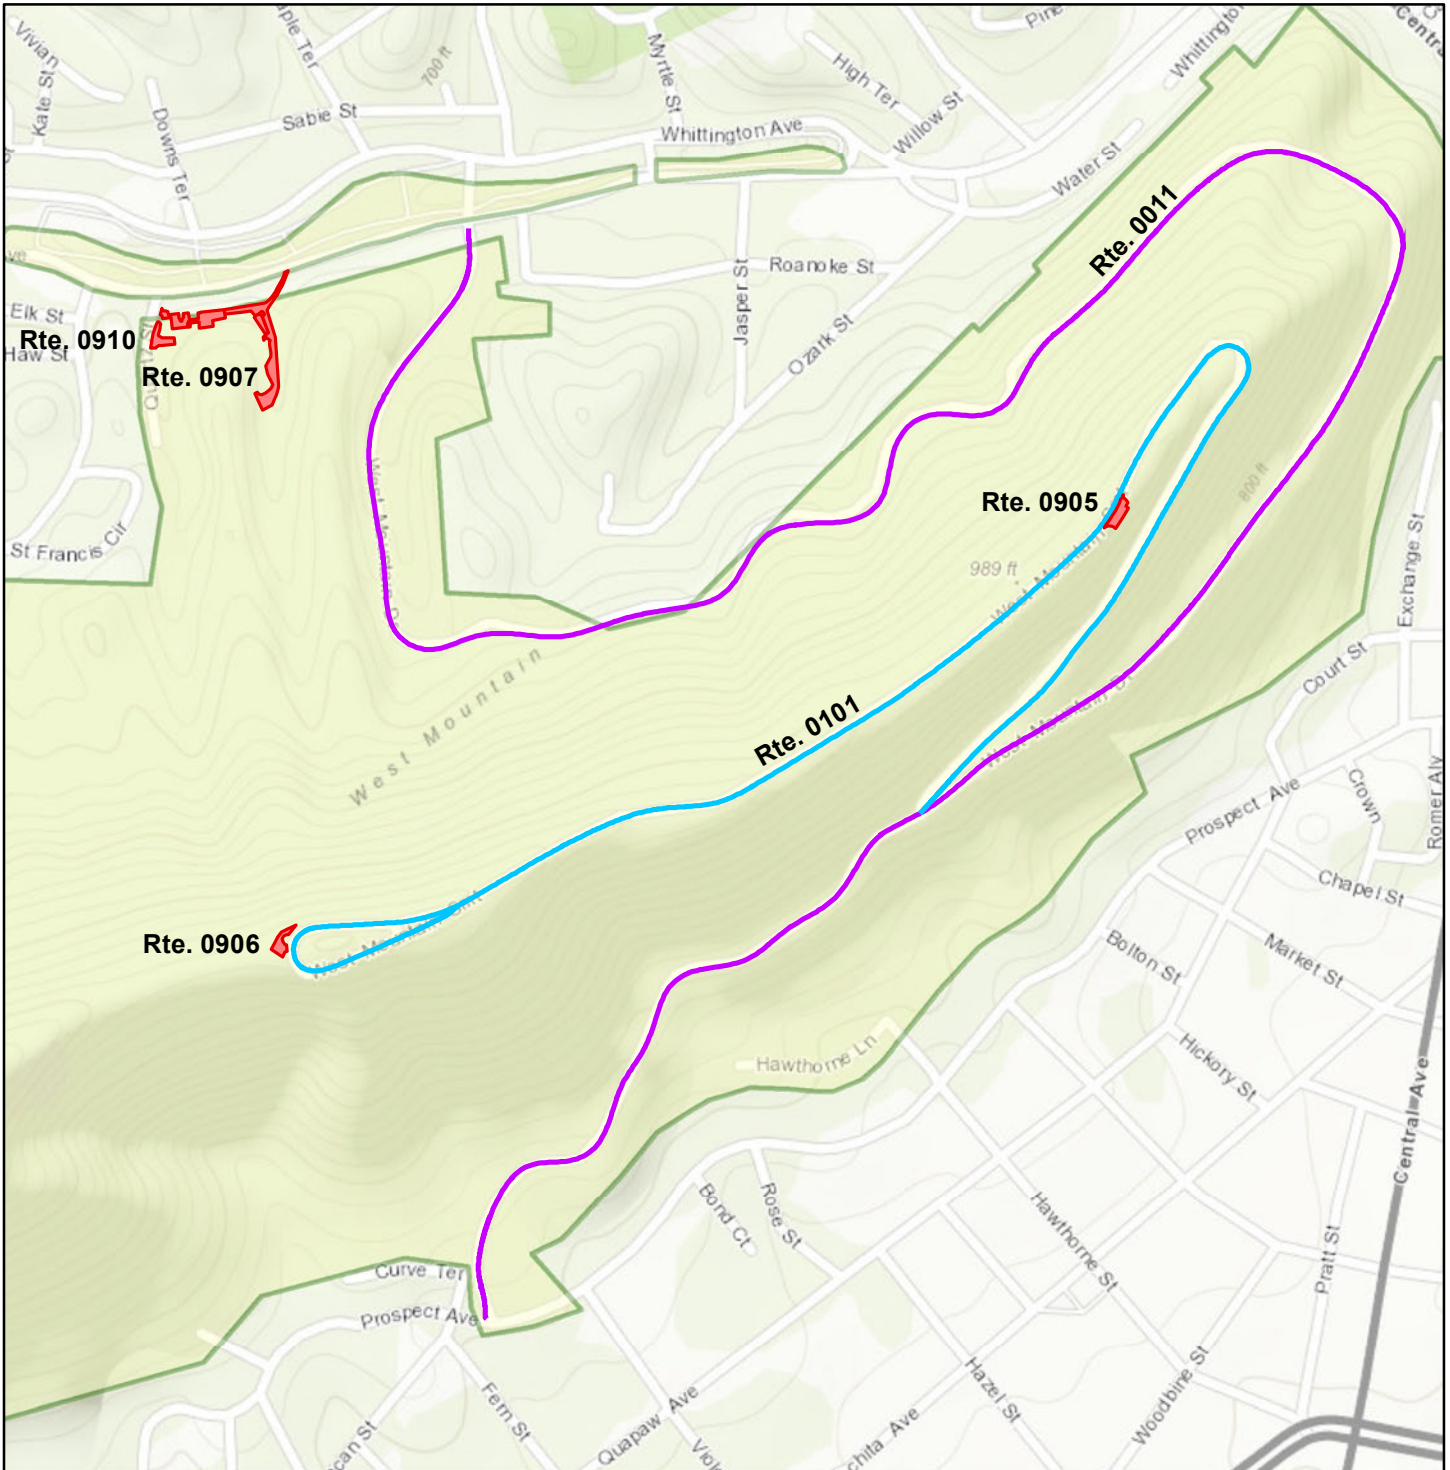 Vivian
Kate St
Downs Ter
Sabie St
700 ft
Myrtle St
High Ter
Willow St
Whittington Ave
Water St
Elk St
Haw St
Rte. 0910
Rte. 0907
Roanoke St
Jasper St
Ozark St
Rte. 0011
St Francis Cir
Rte. 0905
800 ft
989 ft
Exchange St
Court St
West Mountain
Rte. 0101
Prospect Ave
Crown
Romer Aly
Chapel St
Market St
Bolton St
Rte. 0906
Hawthorne Ln
Hickory St
Central Ave
Bond Ct
Rose St
Hawthorne St
Pratt St
Curve Ter
Prospect Ave
Fern St
Quapaw Ave
Hazel St
Woodbine St